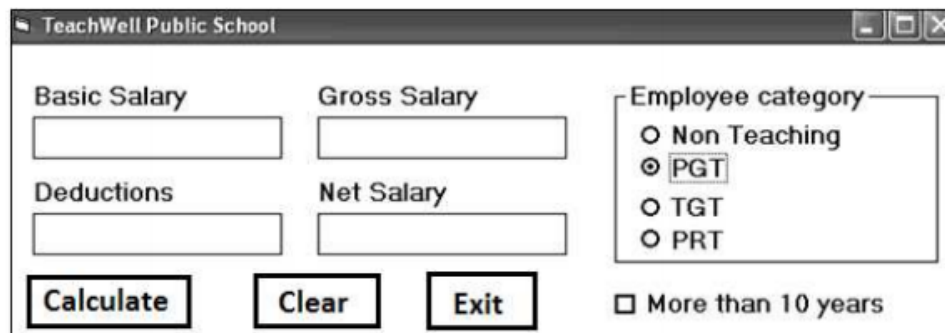 TeachWell Public School
Basic Salary
Gross Salary
Deductions
Net Salary
Employee category
Non Teaching
PGT
TGT
PRT
Calculate
Clear
Exit
More than 10 years